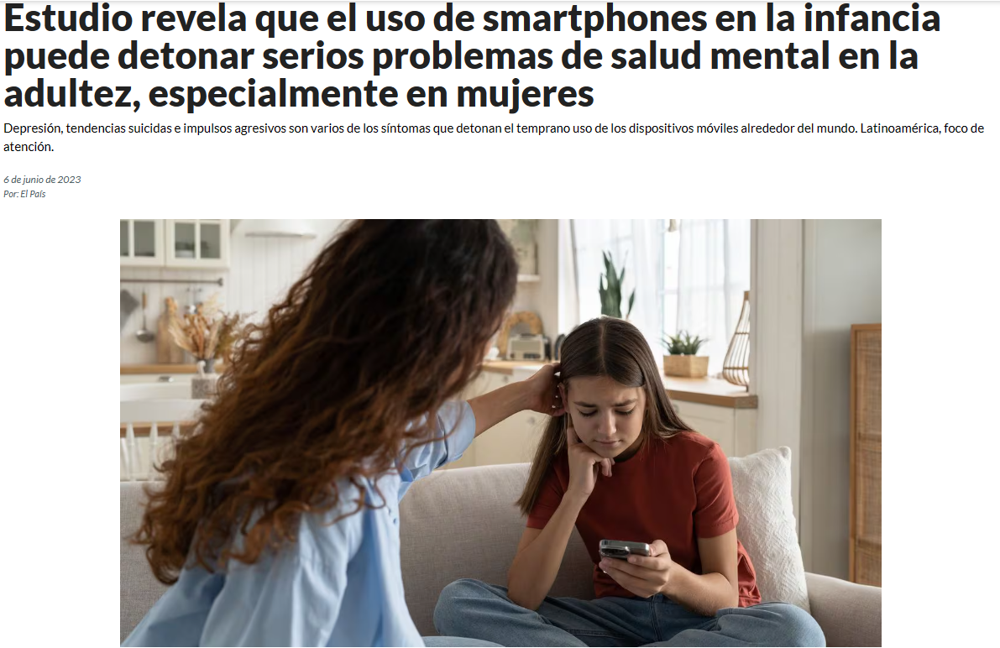 Estudio revela que el uso de smartphones en la infancia
puede detonar serios problemas de salud mental en la
adultez, especialmente en mujeres
Depresión, tendencias suicidas e impulsos agresivos son varios de los síntomas que detonan el temprano uso de los dispositivos móviles alrededor del mundo. Latinoamérica, foco de
atención.
6 de junio de 2023
Por: El País